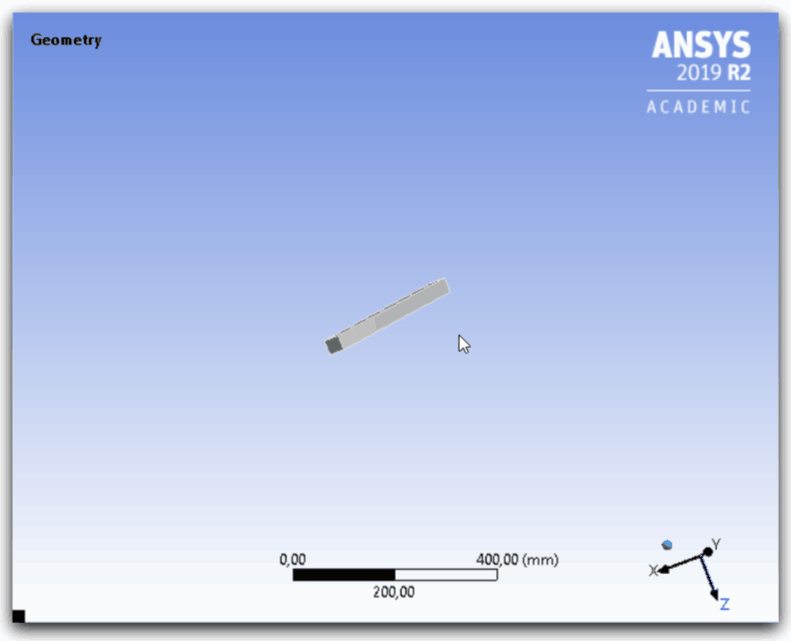 Geometry
ANSYS
2019 R2
ACADEMIC
0,00
400,00 (mm)
200,00
Y
X
Z